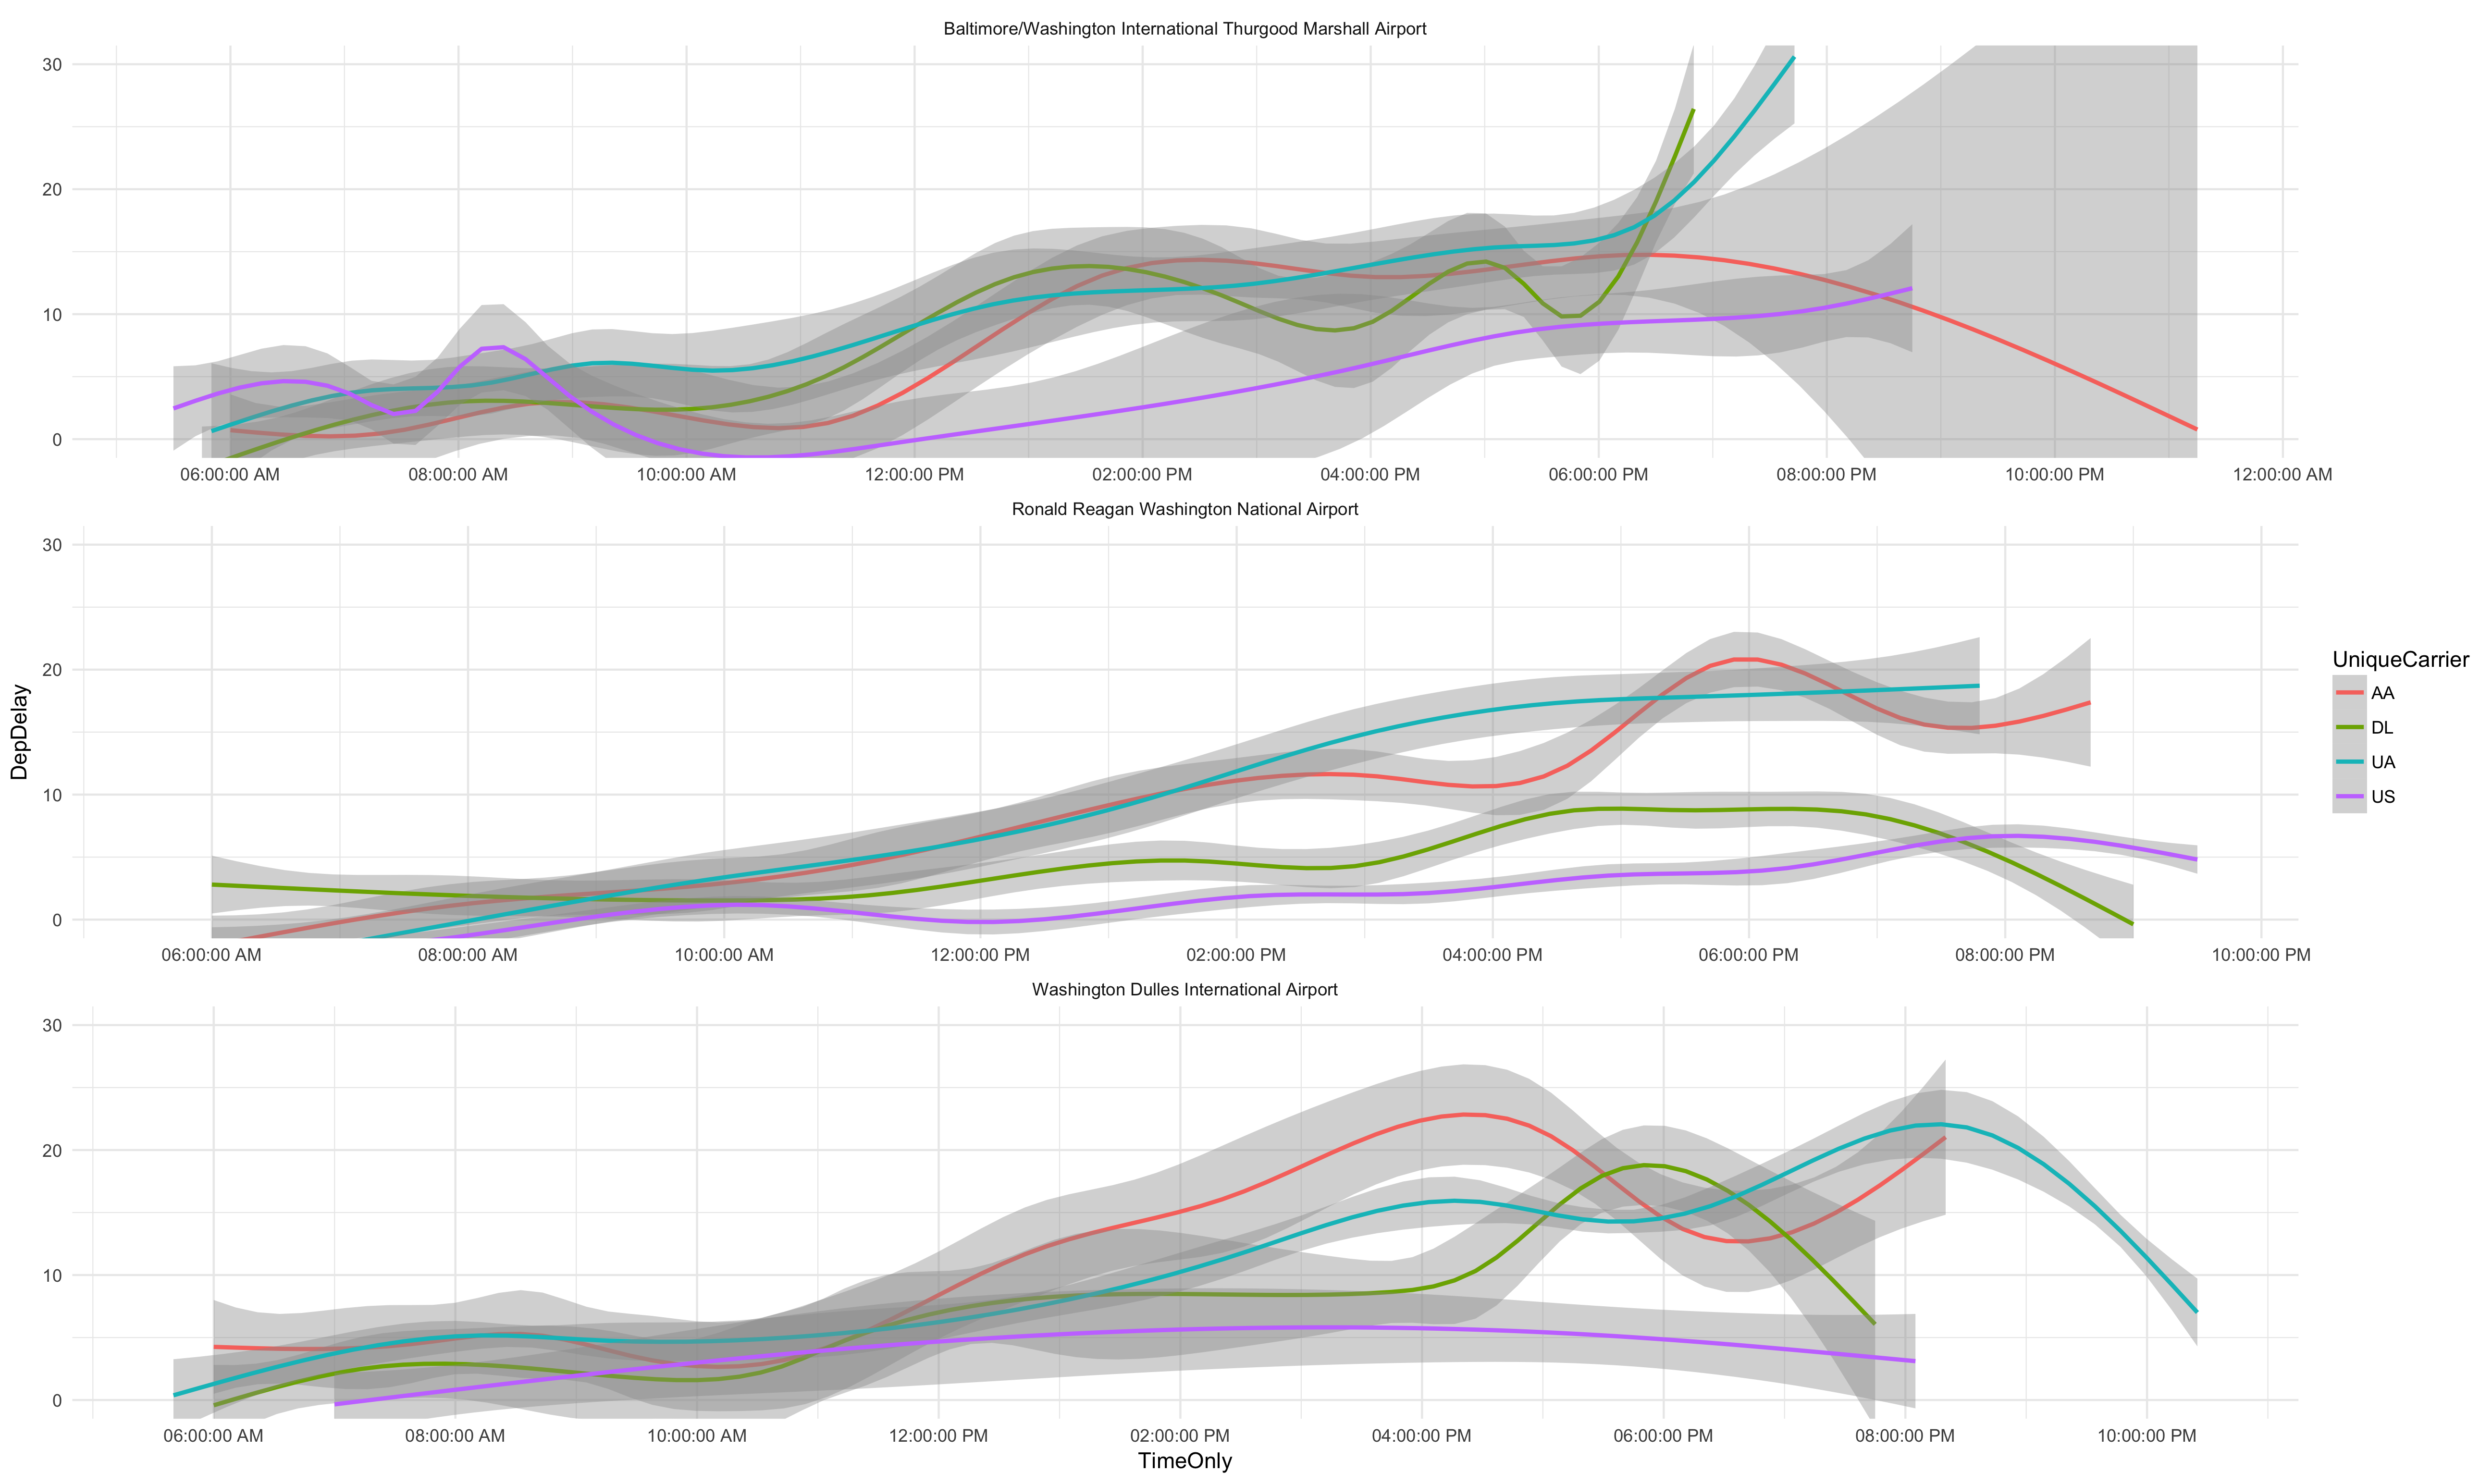 Baltimore/Washington International Thurgood Marshall Airport
30
20
10
0
06:00:00 AM 08:00:00 AM 10:00:00 AM 12:00:00 PM 02:00:00 PM 04:00:00 PM 06:00:00 PM 08:00:00 PM 10:00:00 PM 12:00:00 AM
Ronald Reagan Washington National Airport
30
20
10
0
06:00:00 AM 08:00:00 AM 10:00:00 AM 12:00:00 PM 02:00:00 PM 04:00:00 PM 06:00:00 PM 08:00:00 PM 10:00:00 PM
Washington Dulles International Airport
30
20
10
0
06:00:00 AM 08:00:00 AM 10:00:00 AM 12:00:00 PM 02:00:00 PM 04:00:00 PM 06:00:00 PM 08:00:00 PM 10:00:00 PM
TimeOnly
DepDelay
UniqueCarrier
AA
DL
UA
US